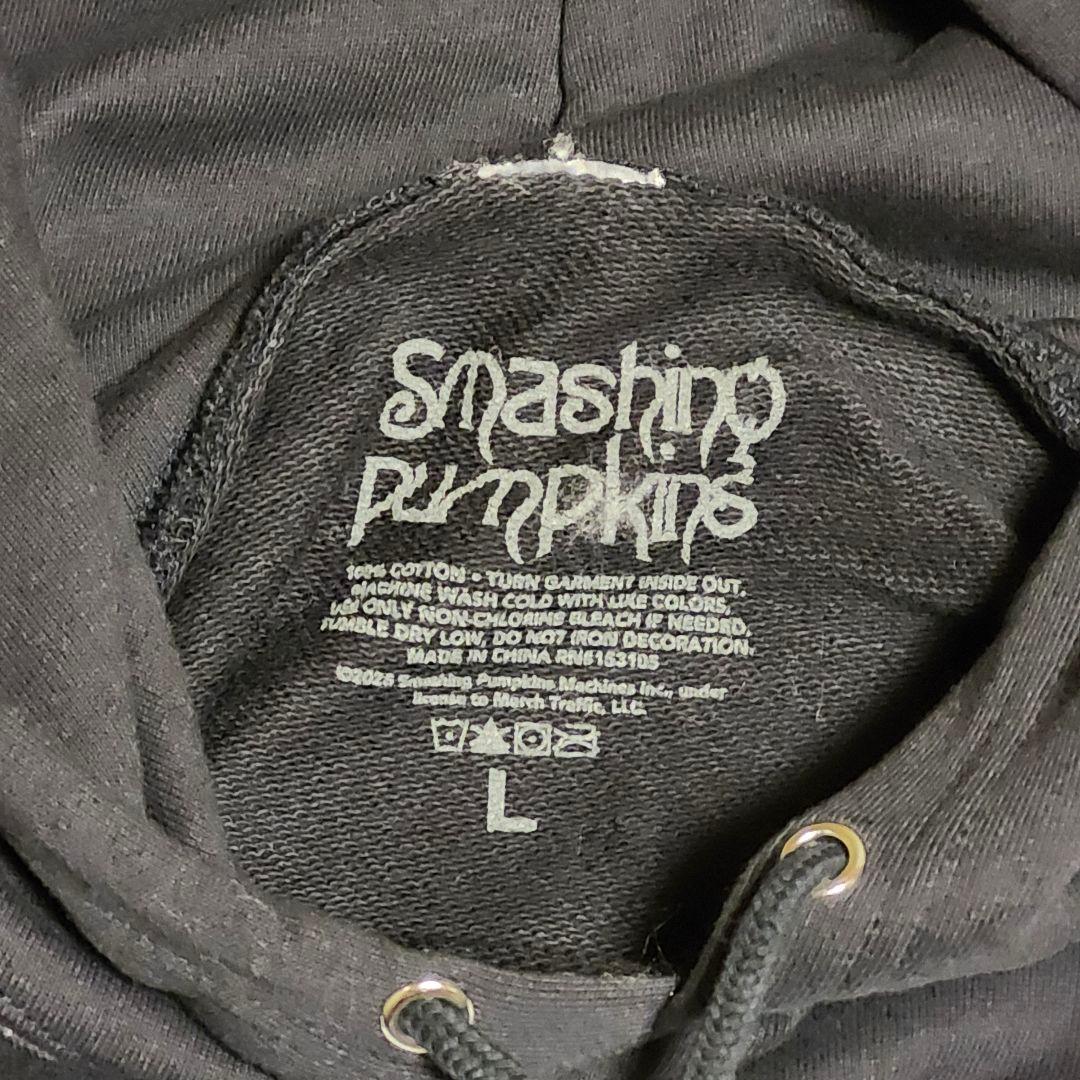 Smashing
pumpkins
100% COTTON • TURN GARMENT INSIDE OUT.
MACHINE WASH COLD WITH LIKE COLORS,
USE ONLY NON-CHLORINE BLEACH IF NEEDED,
TUMBLE DRY LOW, DO NOT IRON DECORATION.
MADE IN CHINA
Smashing Pumpkins Machines Inc., under
license to Merch Traffic, LLC.
L